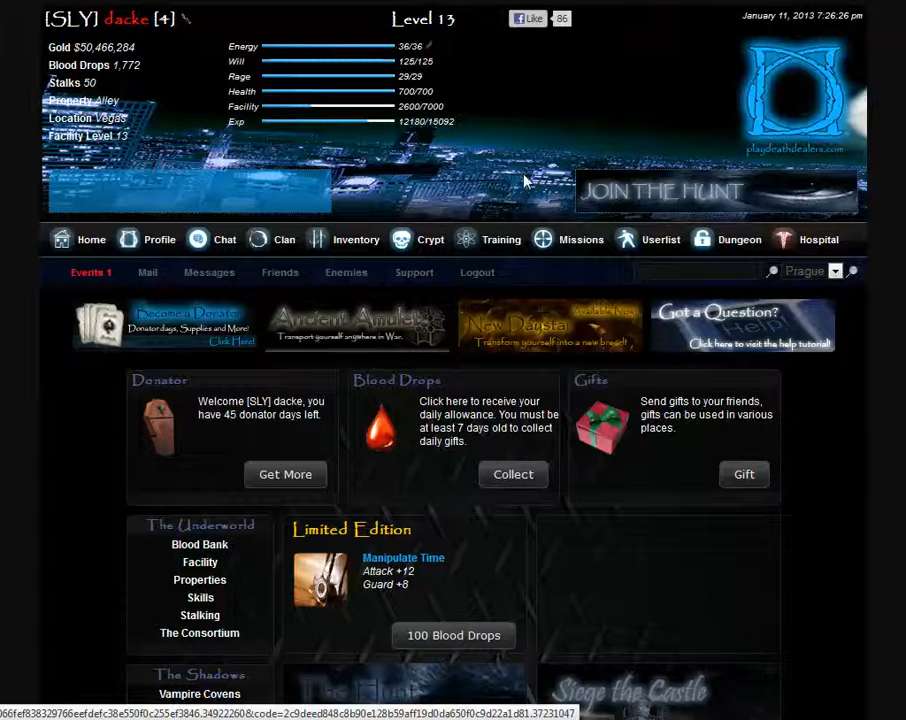 [SLY] dacke [4]
Level 13
Like 86
January 11, 2013 7:26:26 pm
Gold $50,466,284
Blood Drops 1,772
Stalks 50
Property Alley
Location Vegas
Facility Level 13
Energy 36/36
Will 125/125
Rage 29/29
Health 700/700
Facility 2600/7000
Exp 12180/15092
playdeathdealers.com
JOIN THE HUNT
Home Profile Chat Clan Inventory Crypt Training Missions Userlist Dungeon Hospital
Events 1 Mail Messages Friends Enemies Support Logout Prague
Become a Donator
Donator days, Supplies and More!
Click Here!
Ancient Amulet
Transport yourself anywhere in War.
Available Now!
New Daystar
Transform yourself into a new breed!
Got a Question?
Help
Click here to visit the help tutorial!
Donator
Welcome [SLY] dacke, you
have 45 donator days left.
Get More
Blood Drops
Click here to receive your
daily allowance. You must be
at least 7 days old to collect
daily gifts.
Collect
Gifts
Send gifts to your friends,
gifts can be used in various
places.
Gift
The Underworld
Blood Bank
Facility
Properties
Skills
Stalking
The Consortium
Limited Edition
Manipulate Time
Attack +12
Guard +8
100 Blood Drops
The Shadows
Vampire Covens
The Hunt
Siege the Castle